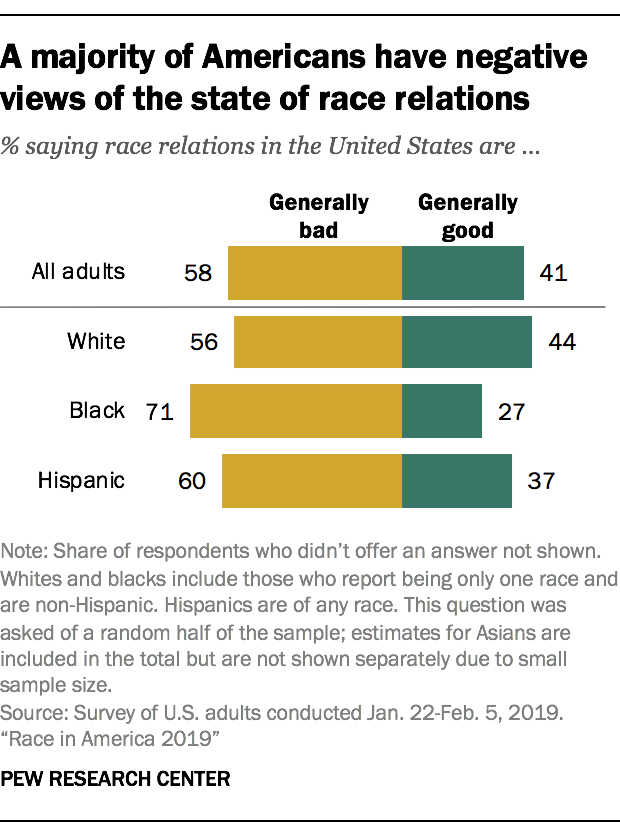 A majority of Americans have negative
views of the state of race relations
% saying race relations in the United States are ...
Generally bad
Generally good
All adults 58 41
White 56 44
Black 71 27
Hispanic 60 37
Note: Share of respondents who didn’t offer an answer not shown.
Whites and blacks include those who report being only one race and
are non-Hispanic. Hispanics are of any race. This question was
asked of a random half of the sample; estimates for Asians are
included in the total but are not shown separately due to small
sample size.
Source: Survey of U.S. adults conducted Jan. 22-Feb. 5, 2019.
“Race in America 2019”
PEW RESEARCH CENTER